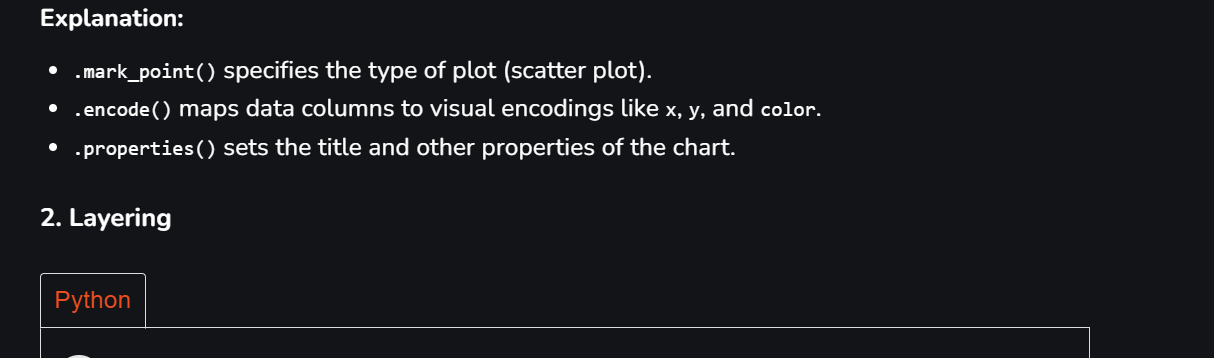 Explanation:
• .mark_point() specifies the type of plot (scatter plot).
• .encode() maps data columns to visual encodings like x, y, and color.
• .properties() sets the title and other properties of the chart.
2. Layering
Python